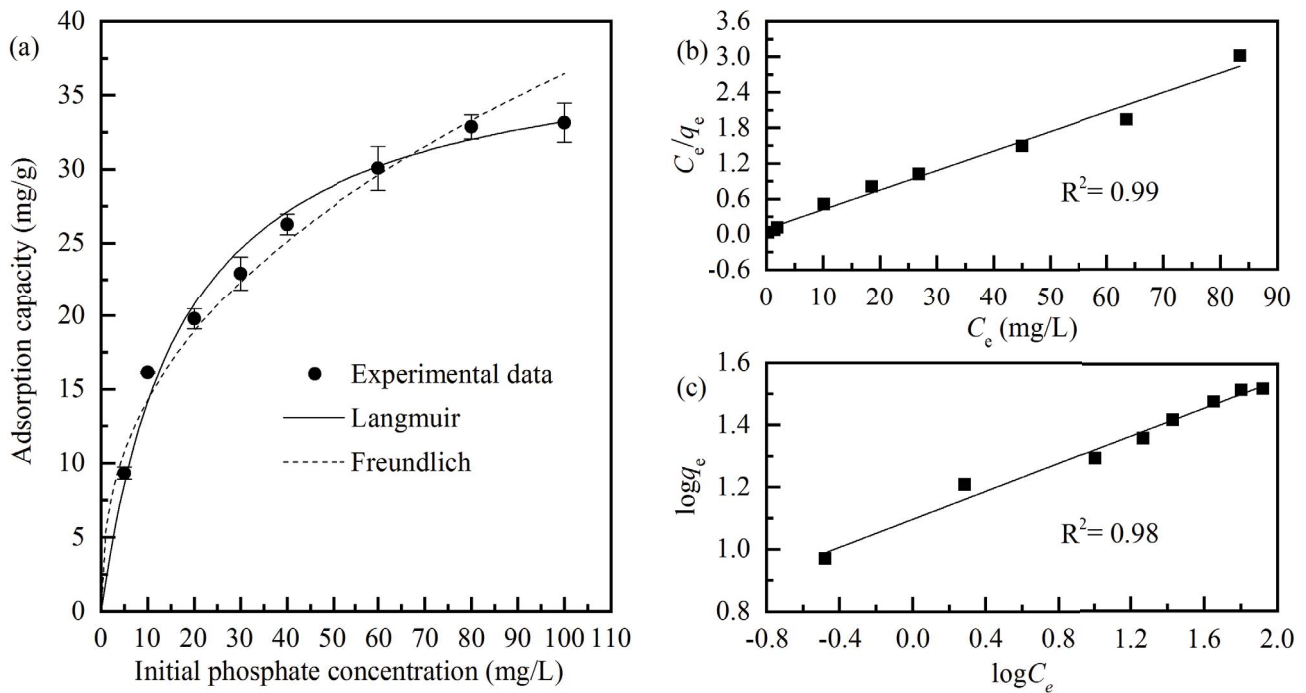 (a)
Adsorption capacity (mg/g)
40
35
30
25
20
15
10
5
0
0 10 20 30 40 50 60 70 80 90 100 110
Initial phosphate concentration (mg/L)
Experimental data
Langmuir
Freundlich
(b)
Cₑ/qₑ
3.6
3.0
2.4
1.8
1.2
0.6
0.0
-0.6
R²= 0.99
0 10 20 30 40 50 60 70 80 90
Cₑ (mg/L)
(c)
logqₑ
1.6
1.4
1.2
1.0
0.8
R²= 0.98
-0.8 -0.4 0.0 0.4 0.8 1.2 1.6 2.0
logCₑ